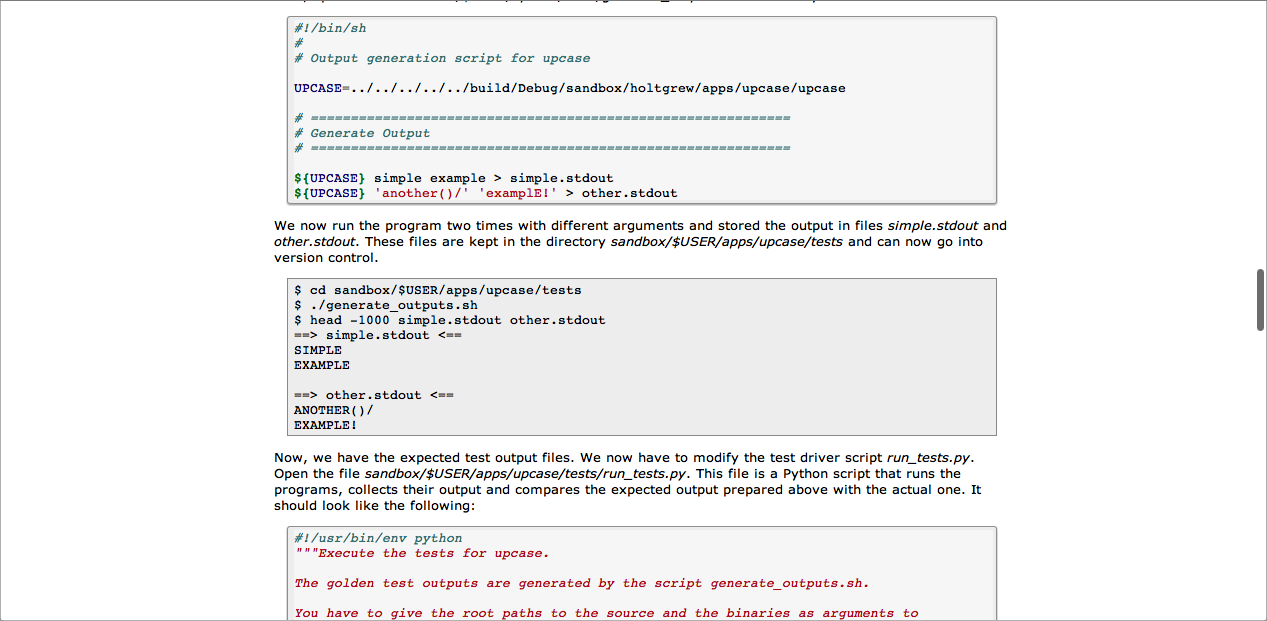 #!/bin/sh
#
# Output generation script for upcase
UPCASE=../../../../../build/Debug/sandbox/holtgrew/apps/upcase/upcase
# ============================================================
# Generate Output
# ============================================================
${UPCASE} simple example > simple.stdout
${UPCASE} 'another()/' 'examplE!' > other.stdout
We now run the program two times with different arguments and stored the output in files simple.stdout and
other.stdout. These files are kept in the directory sandbox/$USER/apps/upcase/tests and can now go into
version control.
$ cd sandbox/$USER/apps/upcase/tests
$ ./generate_outputs.sh
$ head -1000 simple.stdout other.stdout
==> simple.stdout <==
SIMPLE
EXAMPLE
==> other.stdout <==
ANOTHER()/
EXAMPLE!
Now, we have the expected test output files. We now have to modify the test driver script run_tests.py.
Open the file sandbox/$USER/apps/upcase/tests/run_tests.py. This file is a Python script that runs the
programs, collects their output and compares the expected output prepared above with the actual one. It
should look like the following:
#!/usr/bin/env python
"""Execute the tests for upcase.
The golden test outputs are generated by the script generate_outputs.sh.
You have to give the root paths to the source and the binaries as arguments to